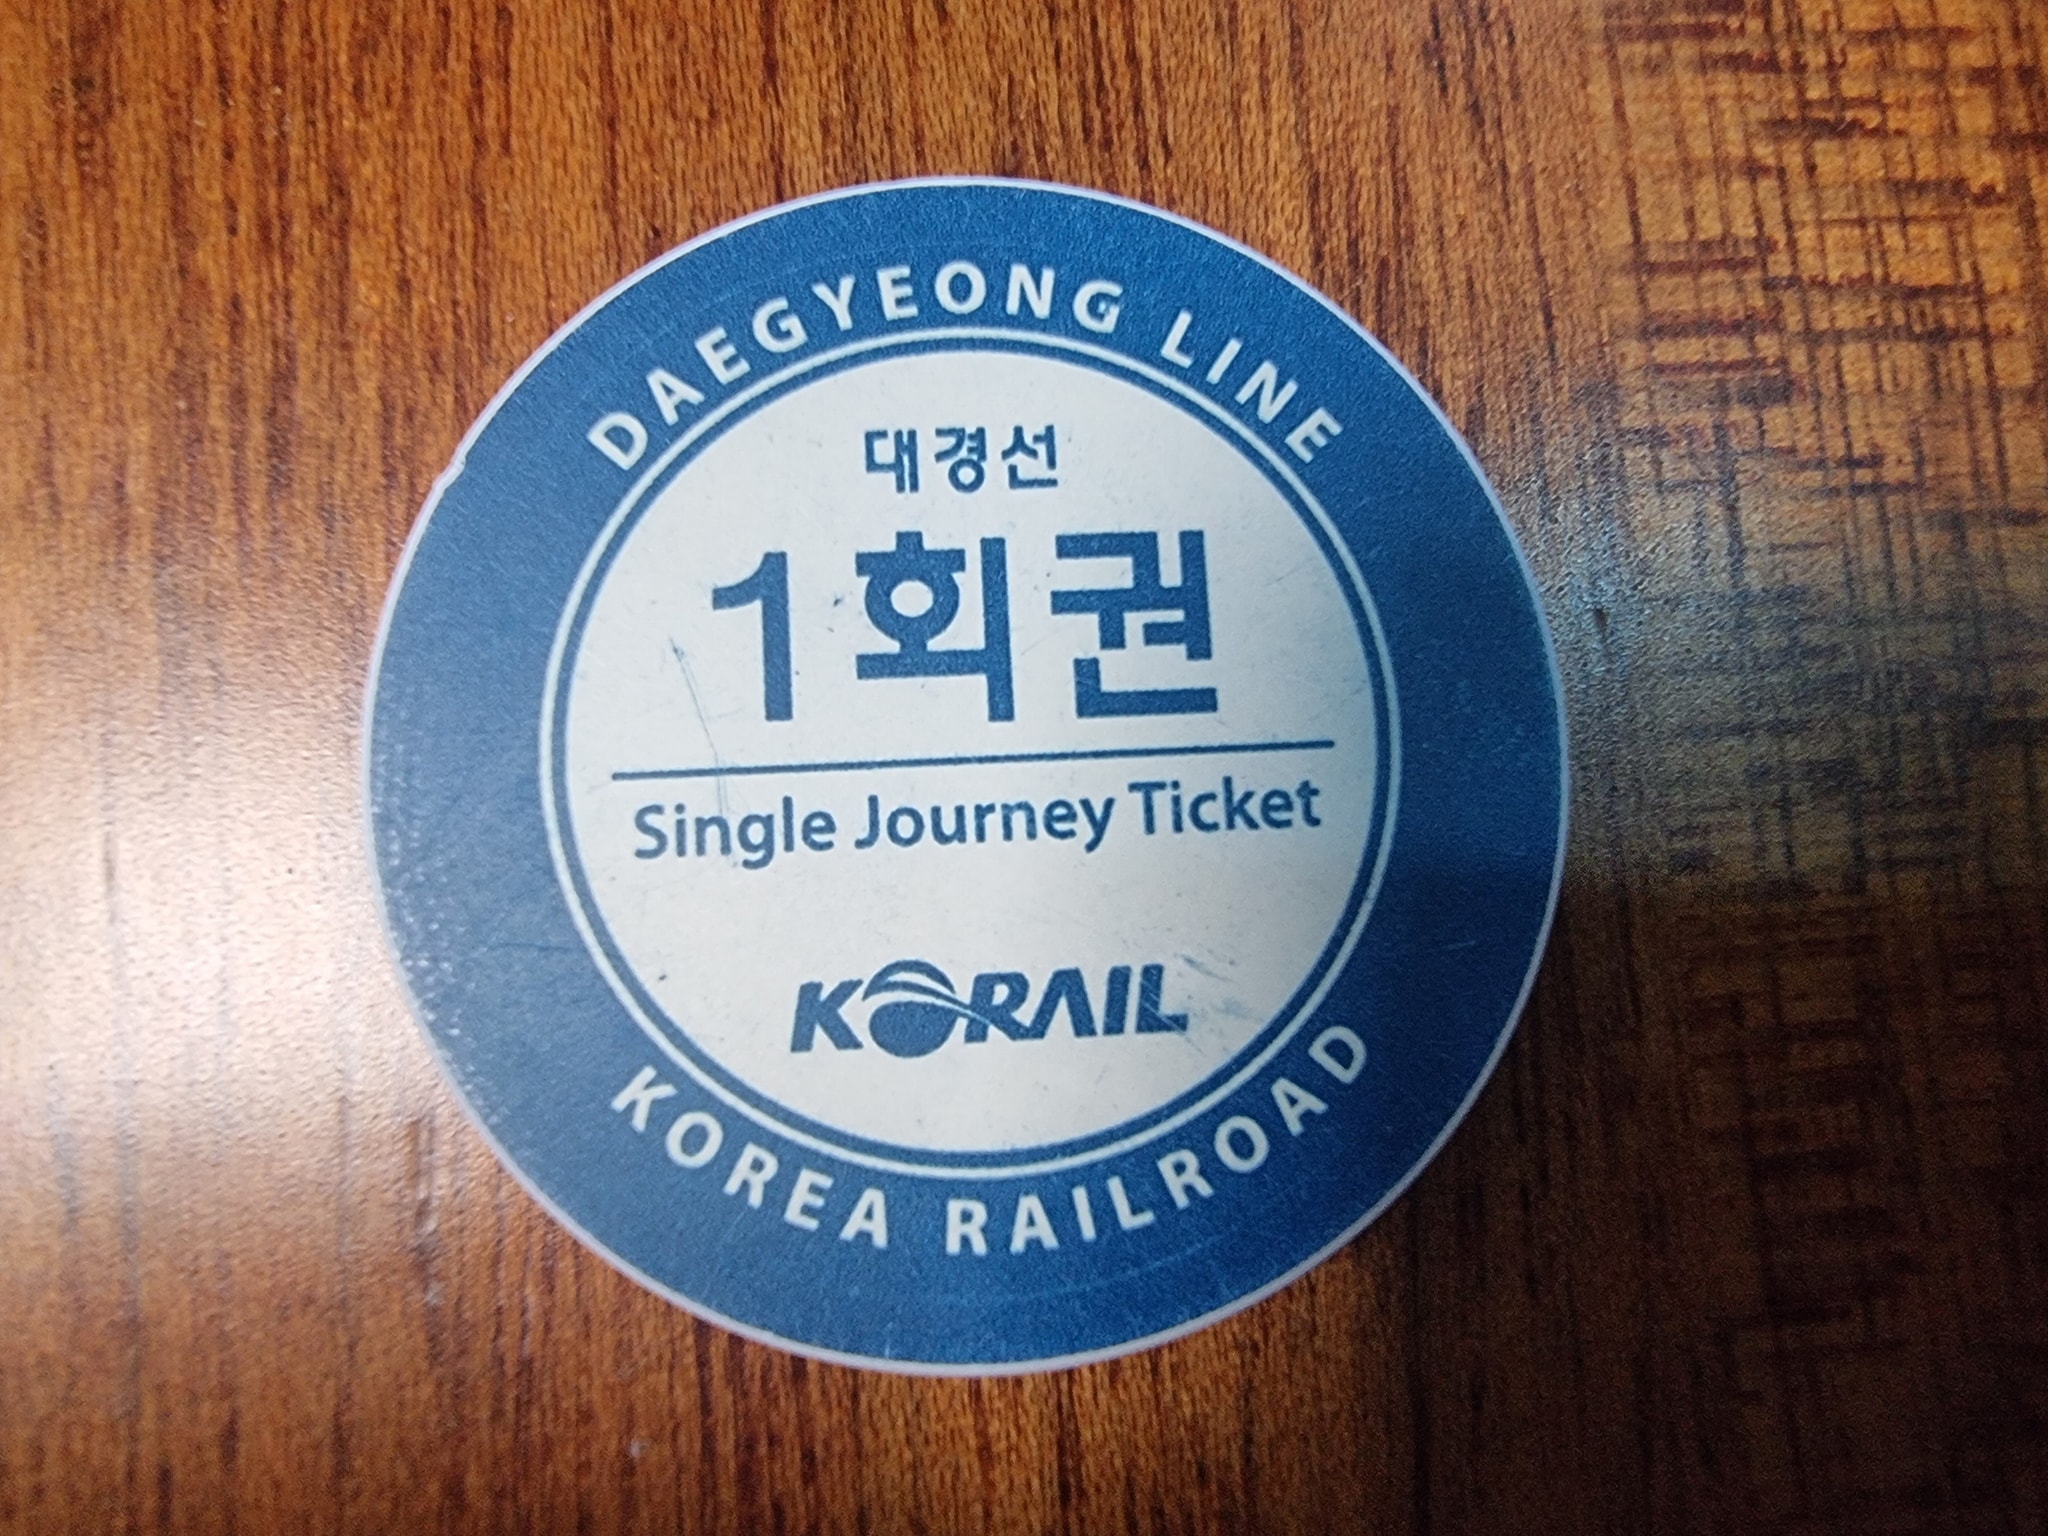 DAEGYEONG LINE
대경선
1회권
Single Journey Ticket
KORAIL
KOREA RAILROAD